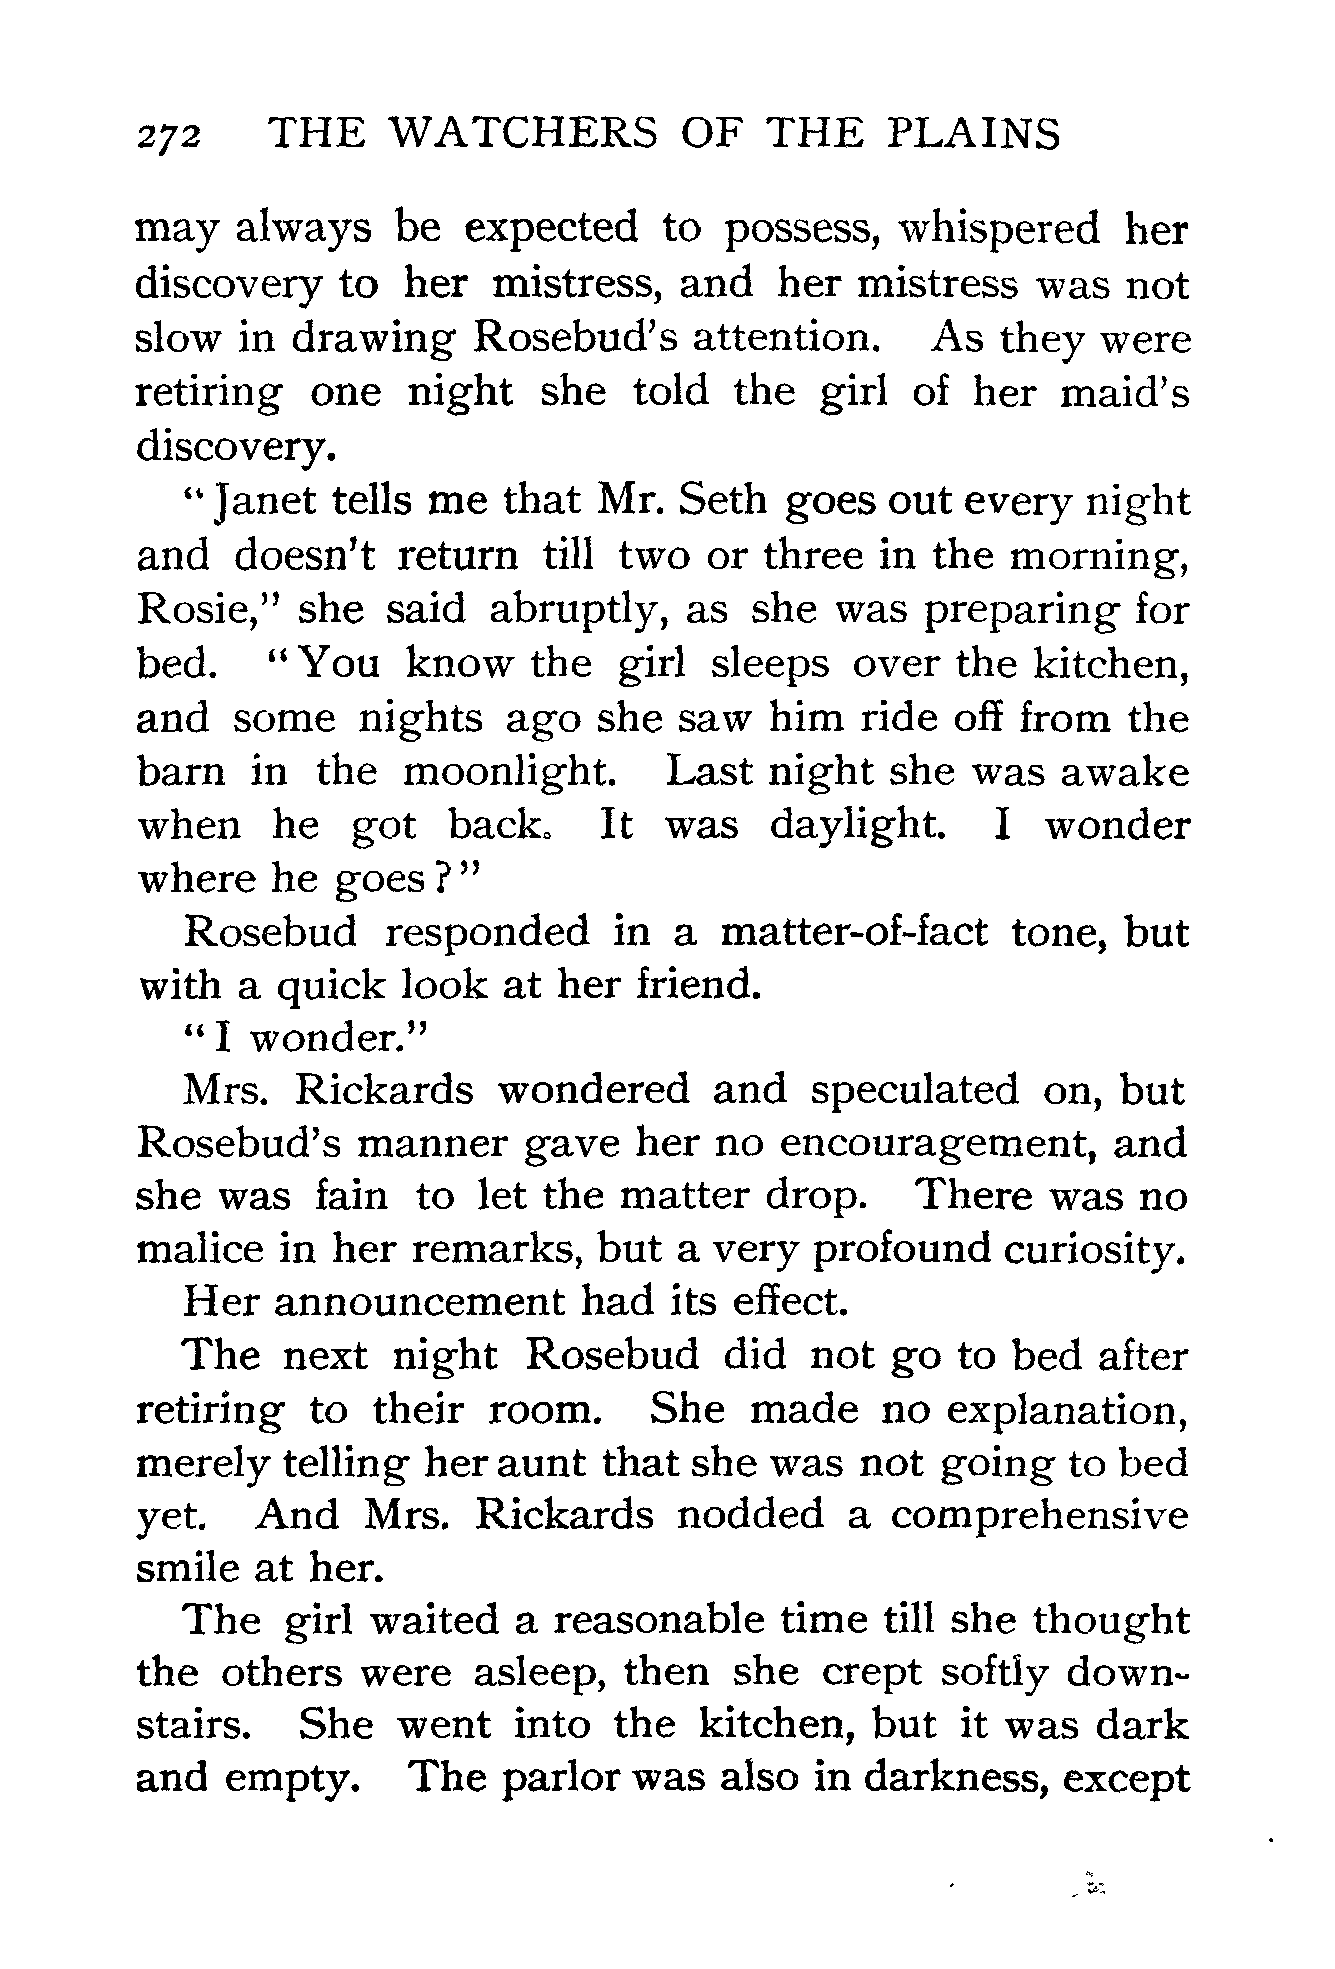 272 THE WATCHERS OF THE PLAINS
may always be expected to possess, whispered her
discovery to her mistress, and her mistress was not
slow in drawing Rosebud's attention. As they were
retiring one night she told the girl of her maid's
discovery.
"Janet tells me that Mr. Seth goes out every night
and doesn't return till two or three in the morning,
Rosie," she said abruptly, as she was preparing for
bed. "You know the girl sleeps over the kitchen,
and some nights ago she saw him ride off from the
barn in the moonlight. Last night she was awake
when he got back. It was daylight. I wonder
where he goes?"
Rosebud responded in a matter-of-fact tone, but
with a quick look at her friend.
"I wonder."
Mrs. Rickards wondered and speculated on, but
Rosebud's manner gave her no encouragement, and
she was fain to let the matter drop. There was no
malice in her remarks, but a very profound curiosity.
Her announcement had its effect.
The next night Rosebud did not go to bed after
retiring to their room. She made no explanation,
merely telling her aunt that she was not going to bed
yet. And Mrs. Rickards nodded a comprehensive
smile at her.
The girl waited a reasonable time till she thought
the others were asleep, then she crept softly down-
stairs. She went into the kitchen, but it was dark
and empty. The parlor was also in darkness, except